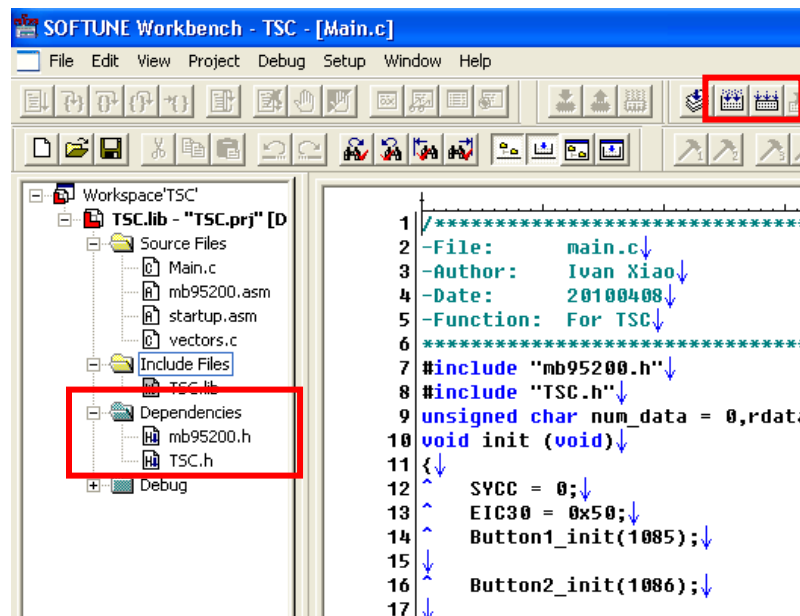 SOFTUNE Workbench - TSC - [Main.c]
File Edit View Project Debug Setup Window Help
Workspace'TSC'
TSC.lib - "TSC.prj" [D
Source Files
Main.c
mb95200.asm
startup.asm
vectors.c
Include Files
TSC.lib
Dependencies
mb95200.h
TSC.h
Debug
1 /*********************************
2 -File: main.c↓
3 -Author: Ivan Xiao↓
4 -Date: 20100408↓
5 -Function: For TSC↓
6 **********************************
7 #include "mb95200.h"↓
8 #include "TSC.h"↓
9 unsigned char num_data = 0,rdata
10 void init (void)↓
11 {↓
12 ^ SYCC = 0;↓
13 ^ EIC30 = 0x50;↓
14 ^ Button1_init(1085);↓
15 ↓
16 ^ Button2_init(1086);↓
17 ↓